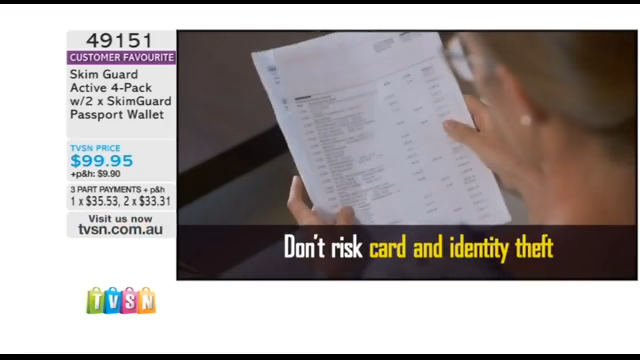 49151
CUSTOMER FAVOURITE
Skim Guard
Active 4-Pack
w/2 x SkimGuard
Passport Wallet
TVSN PRICE
$99.95
+p&h: $9.90
3 PART PAYMENTS + p&h
1 x $35.53, 2 x $33.31
Visit us now
tvsn.com.au
Don't risk card and identity theft
TVSN